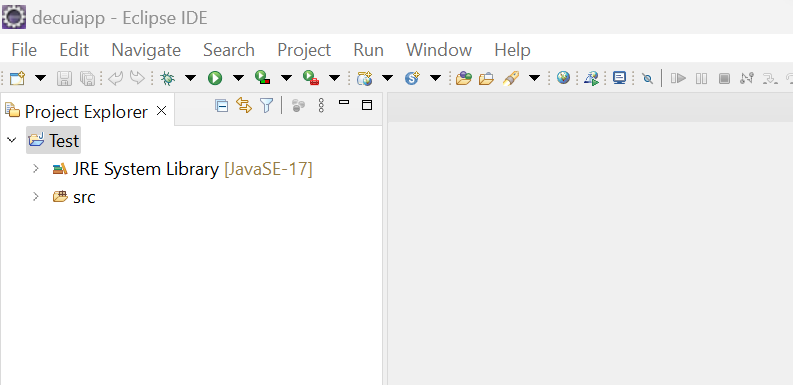 decuiapp - Eclipse IDE
File Edit Navigate Search Project Run Window Help
Project Explorer
Test
JRE System Library [JavaSE-17]
src